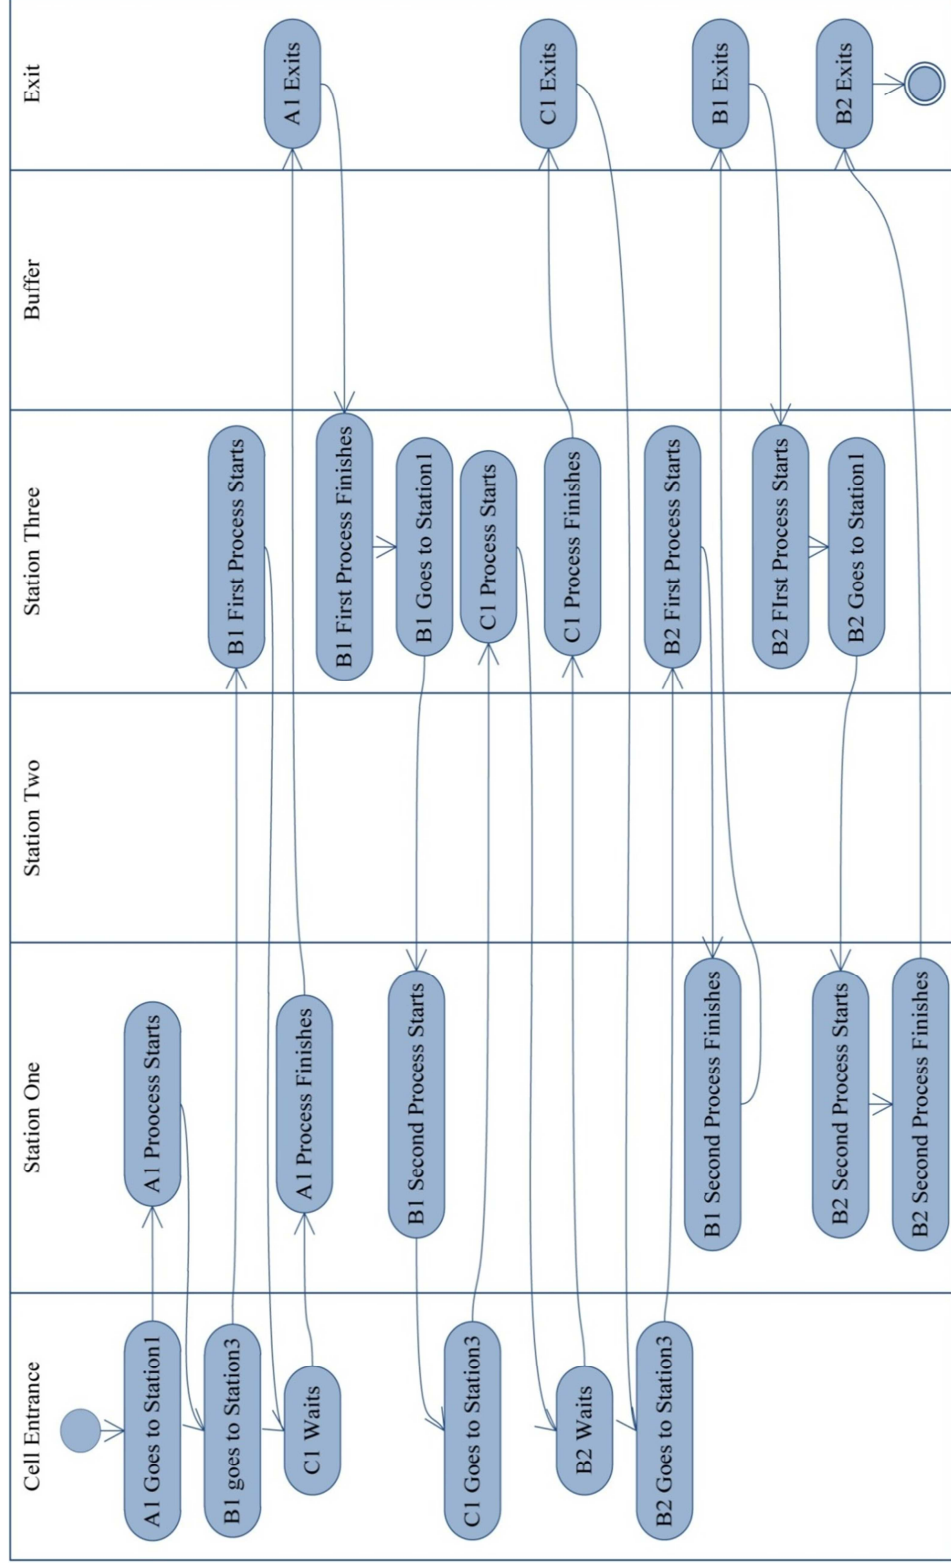 Cell Entrance
Station One
Station Two
Station Three
Buffer
Exit
A1 Goes to Station1
A1 Proocess Starts
B1 goes to Station3
B1 First Process Starts
C1 Waits
A1 Process Finishes
A1 Exits
B1 First Process Finishes
B1 Goes to Station1
B1 Second Process Starts
C1 Goes to Station3
C1 Process Starts
B2 Waits
C1 Process Finishes
C1 Exits
B2 Goes to Station3
B2 First Process Starts
B1 Second Process Finishes
B1 Exits
B2 FIrst Process Starts
B2 Goes to Station1
B2 Second Process Starts
B2 Second Process Finishes
B2 Exits